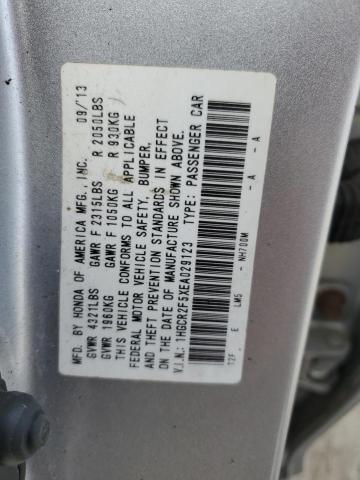 MFD. BY HONDA OF AMERICA MFG., INC. 09/'13
GVWR 4321LBS GAWR F 2315LBS R 2050LBS
GVWR 1960KG GAWR F 1050KG R 930KG
THIS VEHICLE CONFORMS TO ALL APPLICABLE
FEDERAL MOTOR VEHICLE SAFETY, BUMPER,
AND THEFT PREVENTION STANDARDS IN EFFECT
ON THE DATE OF MANUFACTURE SHOWN ABOVE.
V.I.N.: 1HGCR2F5XEA029123 TYPE: PASSENGER CAR
T2F. E LM5 NH700M - A - A - A